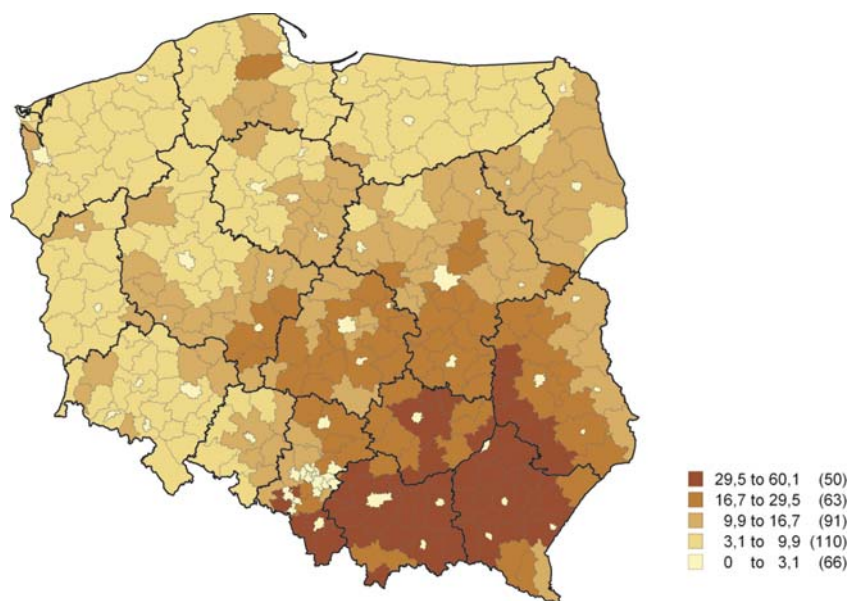 29,5 to 60,1 (50)
16,7 to 29,5 (63)
9,9 to 16,7 (91)
3,1 to 9,9 (110)
0 to 3,1 (66)